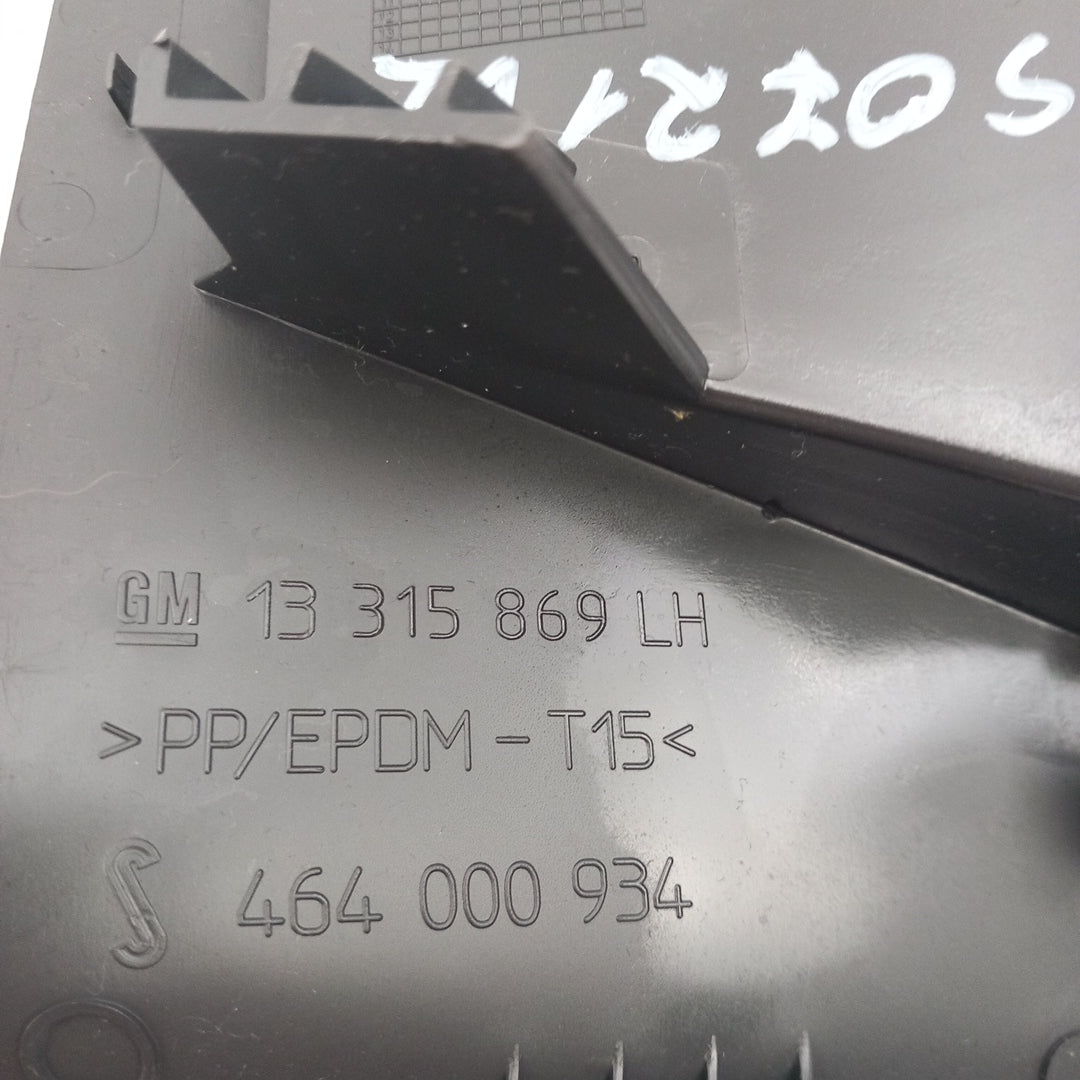 GM 13 315 869 LH
>PP/EPDM-T15<
464 000 934